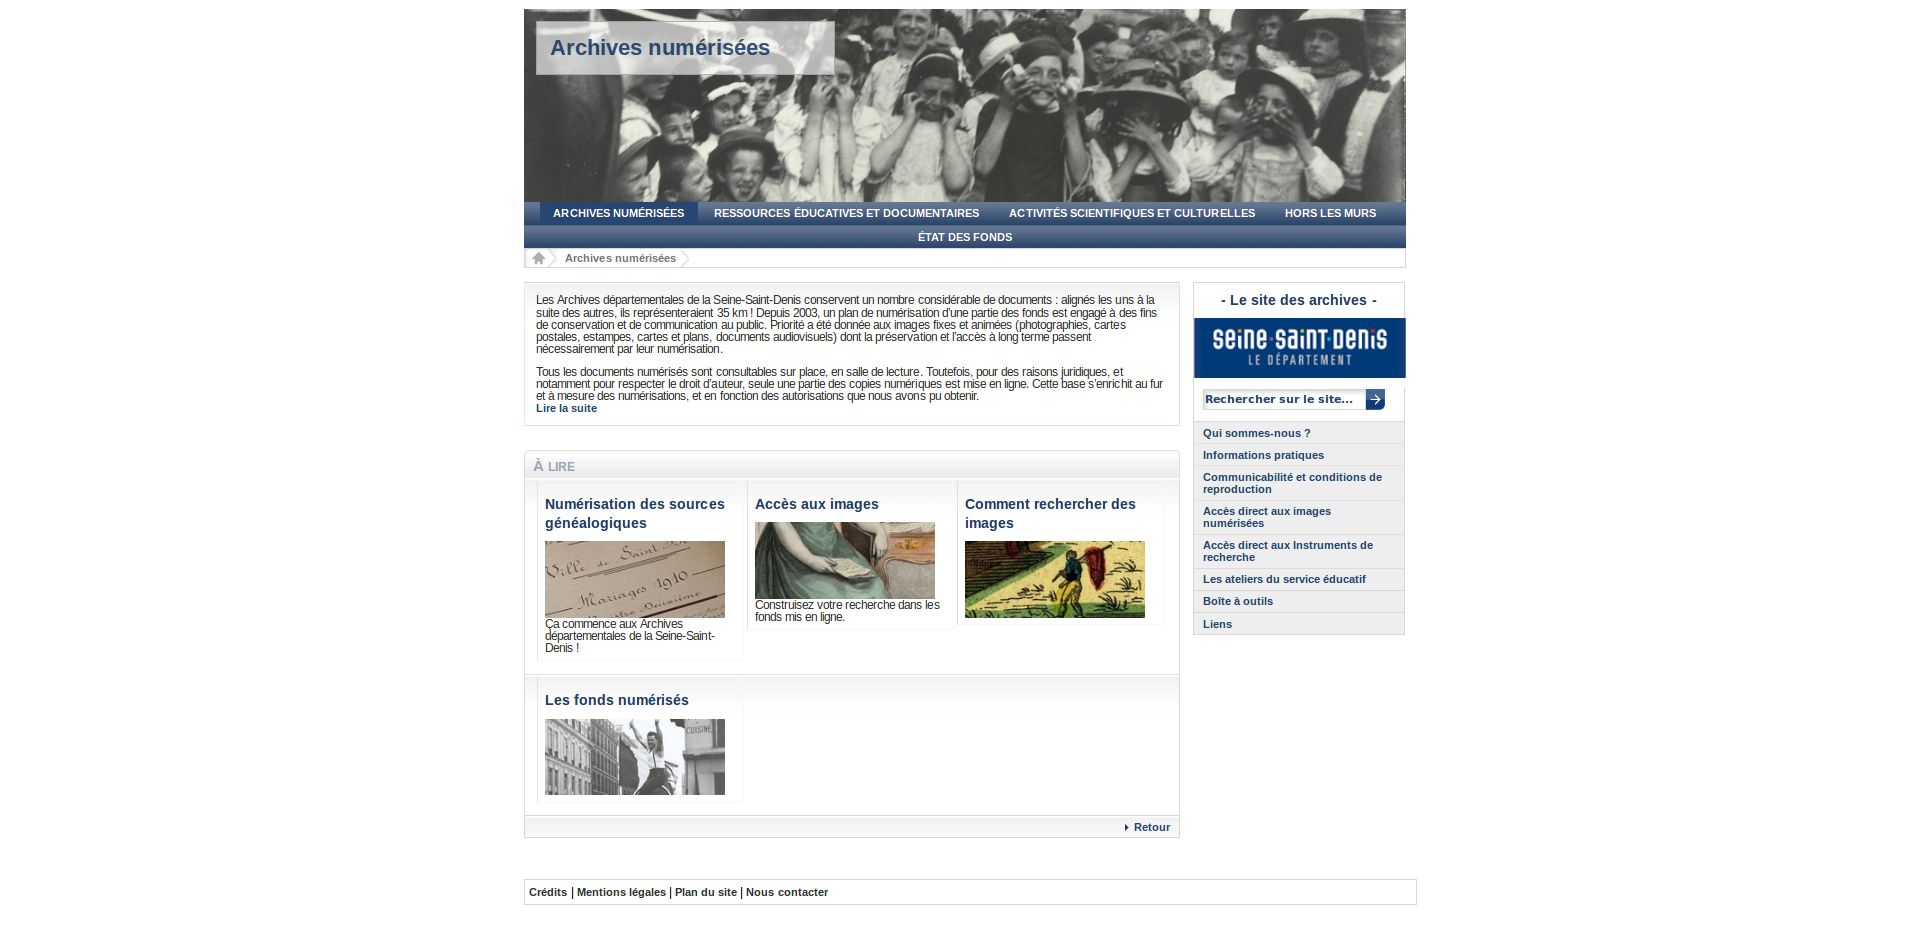 Archives numérisées
ARCHIVES NUMÉRISÉES
RESSOURCES ÉDUCATIVES ET DOCUMENTAIRES
ACTIVITÉS SCIENTIFIQUES ET CULTURELLES
HORS LES MURS
ÉTAT DES FONDS
Archives numérisées
Les Archives départementales de la Seine-Saint-Denis conservent un nombre considérable de documents : alignés les uns à la
suite des autres, ils représenteraient 35 km ! Depuis 2003, un plan de numérisation d'une partie des fonds est engagé à des fins
de conservation et de communication au public. Priorité a été donnée aux images fixes et animées (photographies, cartes
postales, estampes, cartes et plans, documents audiovisuels) dont la préservation et l'accès à long terme passent
nécessairement par leur numérisation.
Tous les documents numérisés sont consultables sur place, en salle de lecture. Toutefois, pour des raisons juridiques, et
notamment pour respecter le droit d'auteur, seule une partie des copies numériques est mise en ligne. Cette base s'enrichit au fur
et à mesure des numérisations, et en fonction des autorisations que nous avons pu obtenir.
Lire la suite
À LIRE
Numérisation des sources
généalogiques
Ville de Saint
Mariages 1910
Ça commence aux Archives
départementales de la Seine-Saint-
Denis !
Accès aux images
Construisez votre recherche dans les
fonds mis en ligne.
Comment rechercher des
images
Les fonds numérisés
CUISINE
Retour
- Le site des archives -
seine-saint-denis
LE DÉPARTEMENT
Rechercher sur le site...
Qui sommes-nous ?
Informations pratiques
Communicabilité et conditions de
reproduction
Accès direct aux images
numérisées
Accès direct aux Instruments de
recherche
Les ateliers du service éducatif
Boîte à outils
Liens
Crédits | Mentions légales | Plan du site | Nous contacter